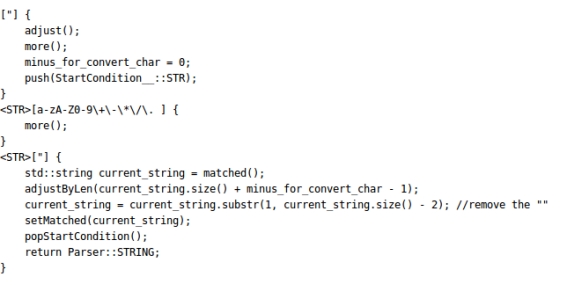 ["] {
    adjust();
    more();
    minus_for_convert_char = 0;
    push(StartCondition__::STR);
}
<STR>[a-zA-Z0-9\+\-\*\/\. ] {
    more();
}
<STR>["] {
    std::string current_string = matched();
    adjustByLen(current_string.size() + minus_for_convert_char - 1);
    current_string = current_string.substr(1, current_string.size() - 2); //remove the ""
    setMatched(current_string);
    popStartCondition();
    return Parser::STRING;
}